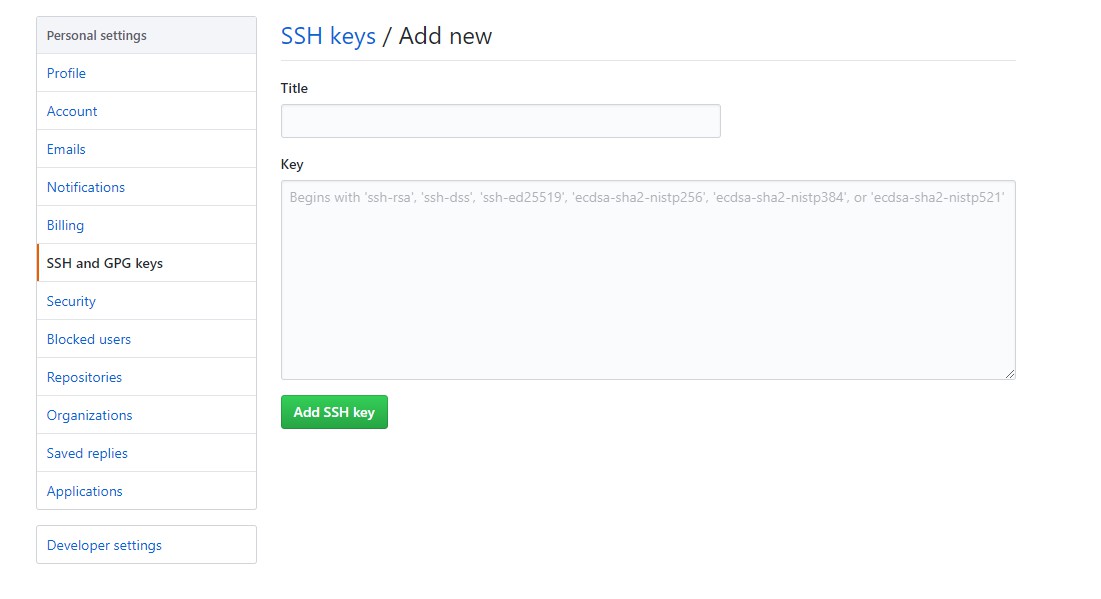 Personal settings
Profile
Account
Emails
Notifications
Billing
SSH and GPG keys
Security
Blocked users
Repositories
Organizations
Saved replies
Applications
Developer settings
SSH keys / Add new
Title
Key
Begins with 'ssh-rsa', 'ssh-dss', 'ssh-ed25519', 'ecdsa-sha2-nistp256', 'ecdsa-sha2-nistp384', or 'ecdsa-sha2-nistp521'
Add SSH key